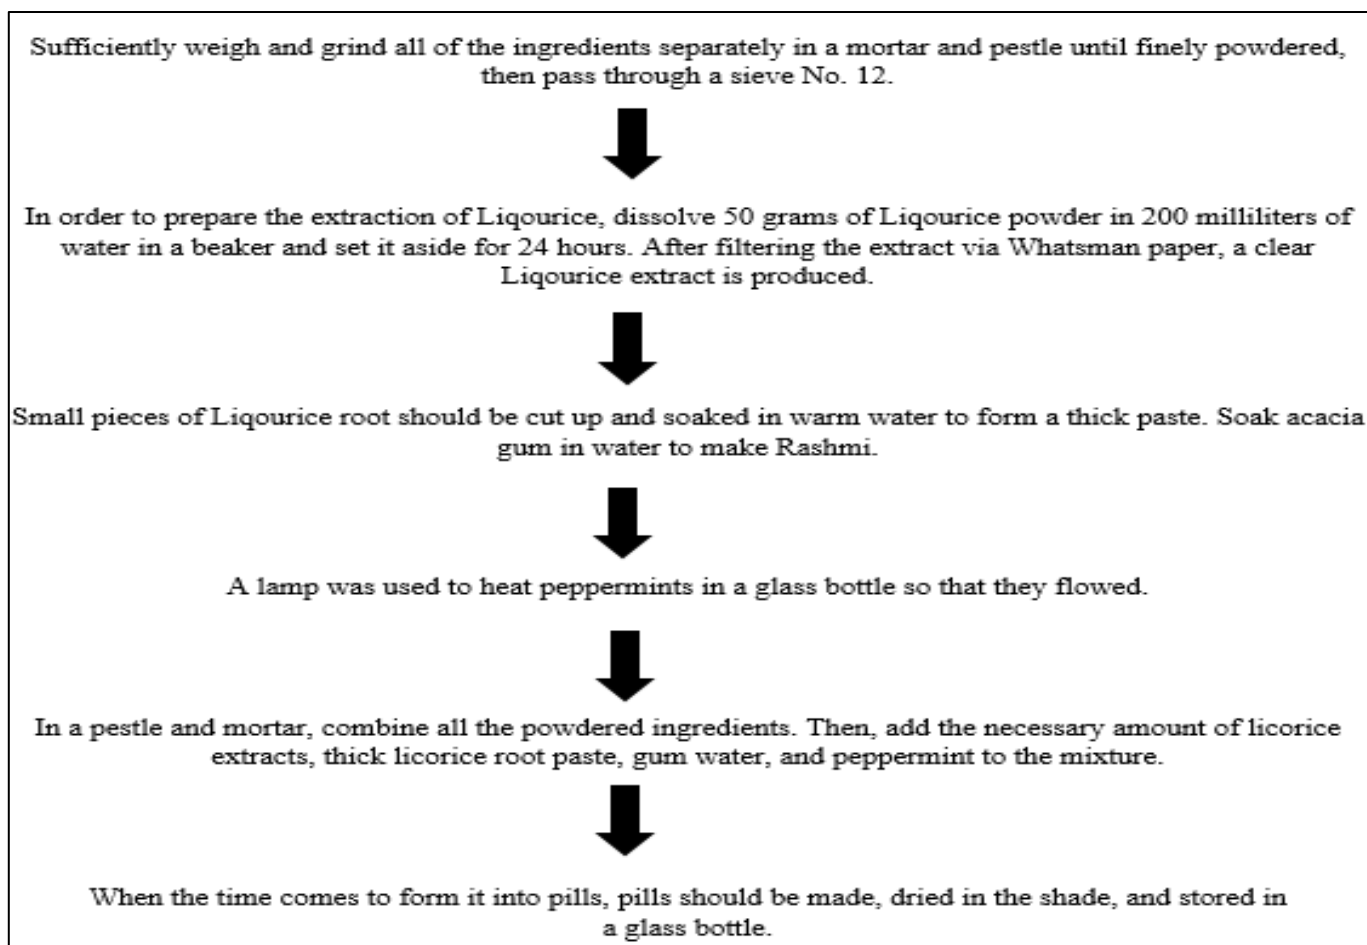 Sufficiently weigh and grind all of the ingredients separately in a mortar and pestle until finely powdered,
then pass through a sieve No. 12.
In order to prepare the extraction of Liqourice, dissolve 50 grams of Liqourice powder in 200 milliliters of
water in a beaker and set it aside for 24 hours. After filtering the extract via Whatsman paper, a clear
Liqourice extract is produced.
Small pieces of Liqourice root should be cut up and soaked in warm water to form a thick paste. Soak acacia
gum in water to make Rashmi.
A lamp was used to heat peppermints in a glass bottle so that they flowed.
In a pestle and mortar, combine all the powdered ingredients. Then, add the necessary amount of licorice
extracts, thick licorice root paste, gum water, and peppermint to the mixture.
When the time comes to form it into pills, pills should be made, dried in the shade, and stored in
a glass bottle.